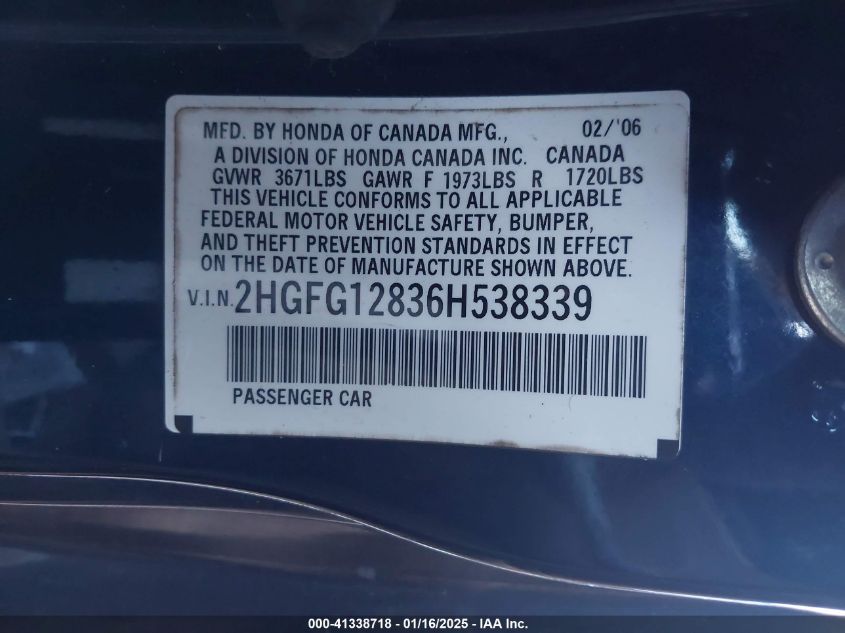 MFD. BY HONDA OF CANADA MFG., 02/'06
A DIVISION OF HONDA CANADA INC. CANADA
GVWR 3671LBS GAWR F 1973LBS R 1720LBS
THIS VEHICLE CONFORMS TO ALL APPLICABLE
FEDERAL MOTOR VEHICLE SAFETY, BUMPER,
AND THEFT PREVENTION STANDARDS IN EFFECT
ON THE DATE OF MANUFACTURE SHOWN ABOVE.
V.I.N. 2HGFG12836H538339
PASSENGER CAR
000-41338718 - 01/16/2025 - IAA Inc.